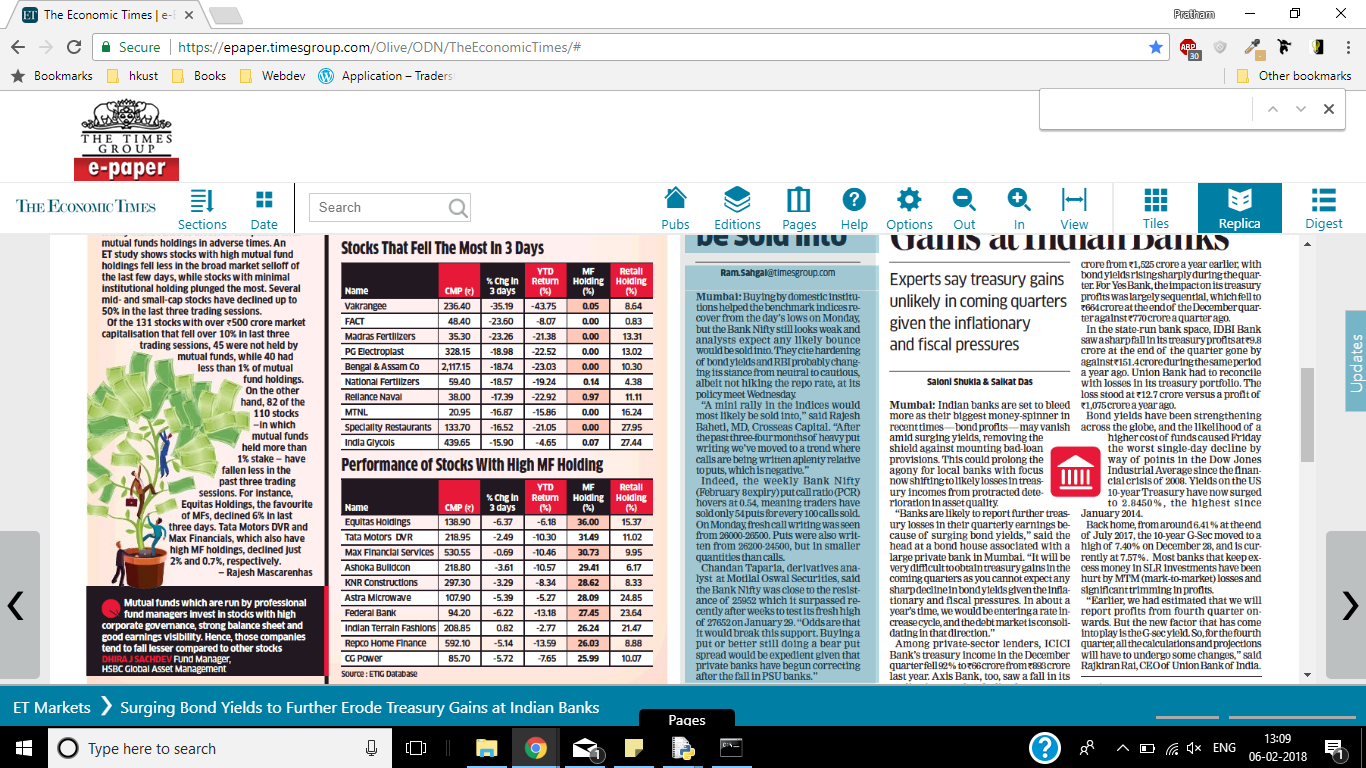 The Economic Times | e-
Pratham
Secure
https://epaper.timesgroup.com/Olive/ODN/TheEconomicTimes/#
ABP
30
Bookmarks
hkust
Books
Webdev
Application – Traders
Other bookmarks
THE TIMES
GROUP
e-paper
THE ECONOMIC TIMES
Sections
Date
Search
Pubs
Editions
Pages
Help
Options
Out
In
View
Tiles
Replica
Digest
mutual funds holdings in adverse times. An
ET study shows stocks with high mutual fund
holdings fell less in the broad market selloff of
the last few days, while stocks with minimal
institutional holding plunged the most. Several
mid- and small-cap stocks have declined up to
50% in the last three trading sessions.
Of the 131 stocks with over ₹500 crore market
capitalisation that fell over 10% in last three
trading sessions, 45 were not held by
mutual funds, while 40 had
less than 1% of mutual
fund holdings.
On the other
hand, 82 of the
110 stocks
–in which
mutual funds
held more than
1% stake – have
fallen less in the
past three trading
sessions. For instance,
Equitas Holdings, the favourite
of MFs, declined 6% in last
three days. Tata Motors DVR and
Max Financials, which also have
high MF holdings, declined just
2% and 0.7%, respectively.
– Rajesh Mascarenhas
Mutual funds which are run by professional
fund managers invest in stocks with high
corporate governance, strong balance sheet and
good earnings visibility. Hence, those companies
tend to fall lesser compared to other stocks
DHIRAJ SACHDEV Fund Manager,
HSBC Global Asset Management
Stocks That Fell The Most In 3 Days
Name CMP (₹) % Chg In 3 days YTD Return (%) MF Holding (%) Retail Holding (%)
Vakrangee 236.40 -35.19 -43.75 0.05 8.64
FACT 48.40 -23.60 -8.07 0.00 0.83
Madras Fertilizers 35.30 -23.26 -21.38 0.00 13.31
PG Electroplast 328.15 -18.98 -22.52 0.00 13.02
Bengal & Assam Co 2,117.15 -18.74 -23.03 0.00 10.30
National Fertilizers 59.40 -18.57 -19.24 0.14 4.38
Reliance Naval 38.00 -17.39 -22.92 0.97 11.11
MTNL 20.95 -16.87 -15.86 0.00 16.24
Speciality Restaurants 133.70 -16.52 -21.05 0.00 27.95
India Glycols 439.65 -15.90 -4.65 0.07 27.44
Performance of Stocks With High MF Holding
Name CMP (₹) % Chg In 3 days YTD Return (%) MF Holding (%) Retail Holding (%)
Equitas Holdings 138.90 -6.37 -6.18 36.00 15.37
Tata Motors DVR 218.95 -2.49 -10.30 31.49 11.02
Max Financial Services 530.55 -0.69 -10.46 30.73 9.95
Ashoka Buildcon 218.80 -3.61 -10.57 29.41 6.17
KNR Constructions 297.30 -3.29 -8.34 28.62 8.33
Astra Microwave 107.90 -5.39 -5.27 28.09 24.85
Federal Bank 94.20 -6.22 -13.18 27.45 23.64
Indian Terrain Fashions 208.85 0.82 -2.77 26.24 21.47
Repco Home Finance 592.10 -5.14 -13.59 26.03 8.88
CG Power 85.70 -5.72 -7.65 25.99 10.07
Source : ETIG Database
be Sold Into
Ram.Sahgal@timesgroup.com
Mumbai: Buying by domestic institu-
tions helped the benchmark indices re-
cover from the day's lows on Monday,
but the Bank Nifty still looks weak and
analysts expect any likely bounce
would be sold into. They cite hardening
of bond yields and RBI probably chang-
ing its stance from neutral to cautious,
albeit not hiking the repo rate, at its
policy meet Wednesday.
"A mini rally in the indices would
most likely be sold into," said Rajesh
Baheti, MD, Crosseas Capital. "After
the past three-four months of heavy put
writing we've moved to a trend where
calls are being written aplenty relative
to puts, which is negative."
Indeed, the weekly Bank Nifty
(February 8 expiry) put call ratio (PCR)
hovers at 0.54, meaning traders have
sold only 54 puts for every 100 calls sold.
On Monday, fresh call writing was seen
from 26000-26500. Puts were also writ-
ten from 26200-24500, but in smaller
quantities than calls.
Chandan Taparia, derivatives ana-
lyst at Motilal Oswal Securities, said
the Bank Nifty was close to the resist-
ance of 25952 which it surpassed re-
cently after weeks to test its fresh high
of 27652 on January 29. "Odds are that
it would break this support. Buying a
put or better still doing a bear put
spread would be expedient given that
private banks have begun correcting
after the fall in PSU banks."
Gains at Indian Banks
Experts say treasury gains
unlikely in coming quarters
given the inflationary
and fiscal pressures
Saloni Shukla & Saikat Das
Mumbai: Indian banks are set to bleed
more as their biggest money-spinner in
recent times — bond profits — may vanish
amid surging yields, removing the
shield against mounting bad-loan
provisions. This could prolong the
agony for local banks with focus
now shifting to likely losses in treas-
ury incomes from protracted dete-
rioration in asset quality.
"Banks are likely to report further treas-
ury losses in their quarterly earnings be-
cause of surging bond yields," said the
head at a bond house associated with a
large private bank in Mumbai. "It will be
very difficult to obtain treasury gains in the
coming quarters as you cannot expect any
sharp decline in bond yields given the infla-
tionary and fiscal pressures. In about a
year's time, we would be entering a rate in-
crease cycle, and the debt market is consoli-
dating in that direction."
Among private-sector lenders, ICICI
Bank's treasury income in the December
quarter fell 92% to ₹66 crore from ₹893 crore
last year. Axis Bank, too, saw a fall in its
crore from ₹1,525 crore a year earlier, with
bond yields rising sharply during the quar-
ter. For Yes Bank, the impact on its treasury
profits was largely sequential, which fell to
₹664 crore at the end of the December quar-
ter against ₹770 crore a quarter ago.
In the state-run bank space, IDBI Bank
saw a sharp fall in its treasury profits at ₹9.8
crore at the end of the quarter gone by
against ₹151.4 crore during the same period
a year ago. Union Bank had to reconcile
with losses in its treasury portfolio. The
loss stood at ₹12.7 crore versus a profit of
₹1,075 crore a year ago.
Bond yields have been strengthening
across the globe, and the likelihood of a
higher cost of funds caused Friday
the worst single-day decline by
way of points in the Dow Jones
Industrial Average since the finan-
cial crisis of 2008. Yields on the US
10-year Treasury have now surged
to 2.8450%, the highest since
January 2014.
Back home, from around 6.41% at the end
of July 2017, the 10-year G-Sec moved to a
high of 7.40% on December 28, and is cur-
rently at 7.57%. Most banks that keep ex-
cess money in SLR investments have been
hurt by MTM (mark-to-market) losses and
significant trimming in profits.
"Earlier, we had estimated that we will
report profits from fourth quarter on-
wards. But the new factor that has come
into play is the G-sec yield. So, for the fourth
quarter, all the calculations and projections
will have to undergo some changes," said
Rajkiran Rai, CEO of Union Bank of India.
Updates
ET Markets
Surging Bond Yields to Further Erode Treasury Gains at Indian Banks
Pages
Type here to search
1
ENG
13:09
06-02-2018
1